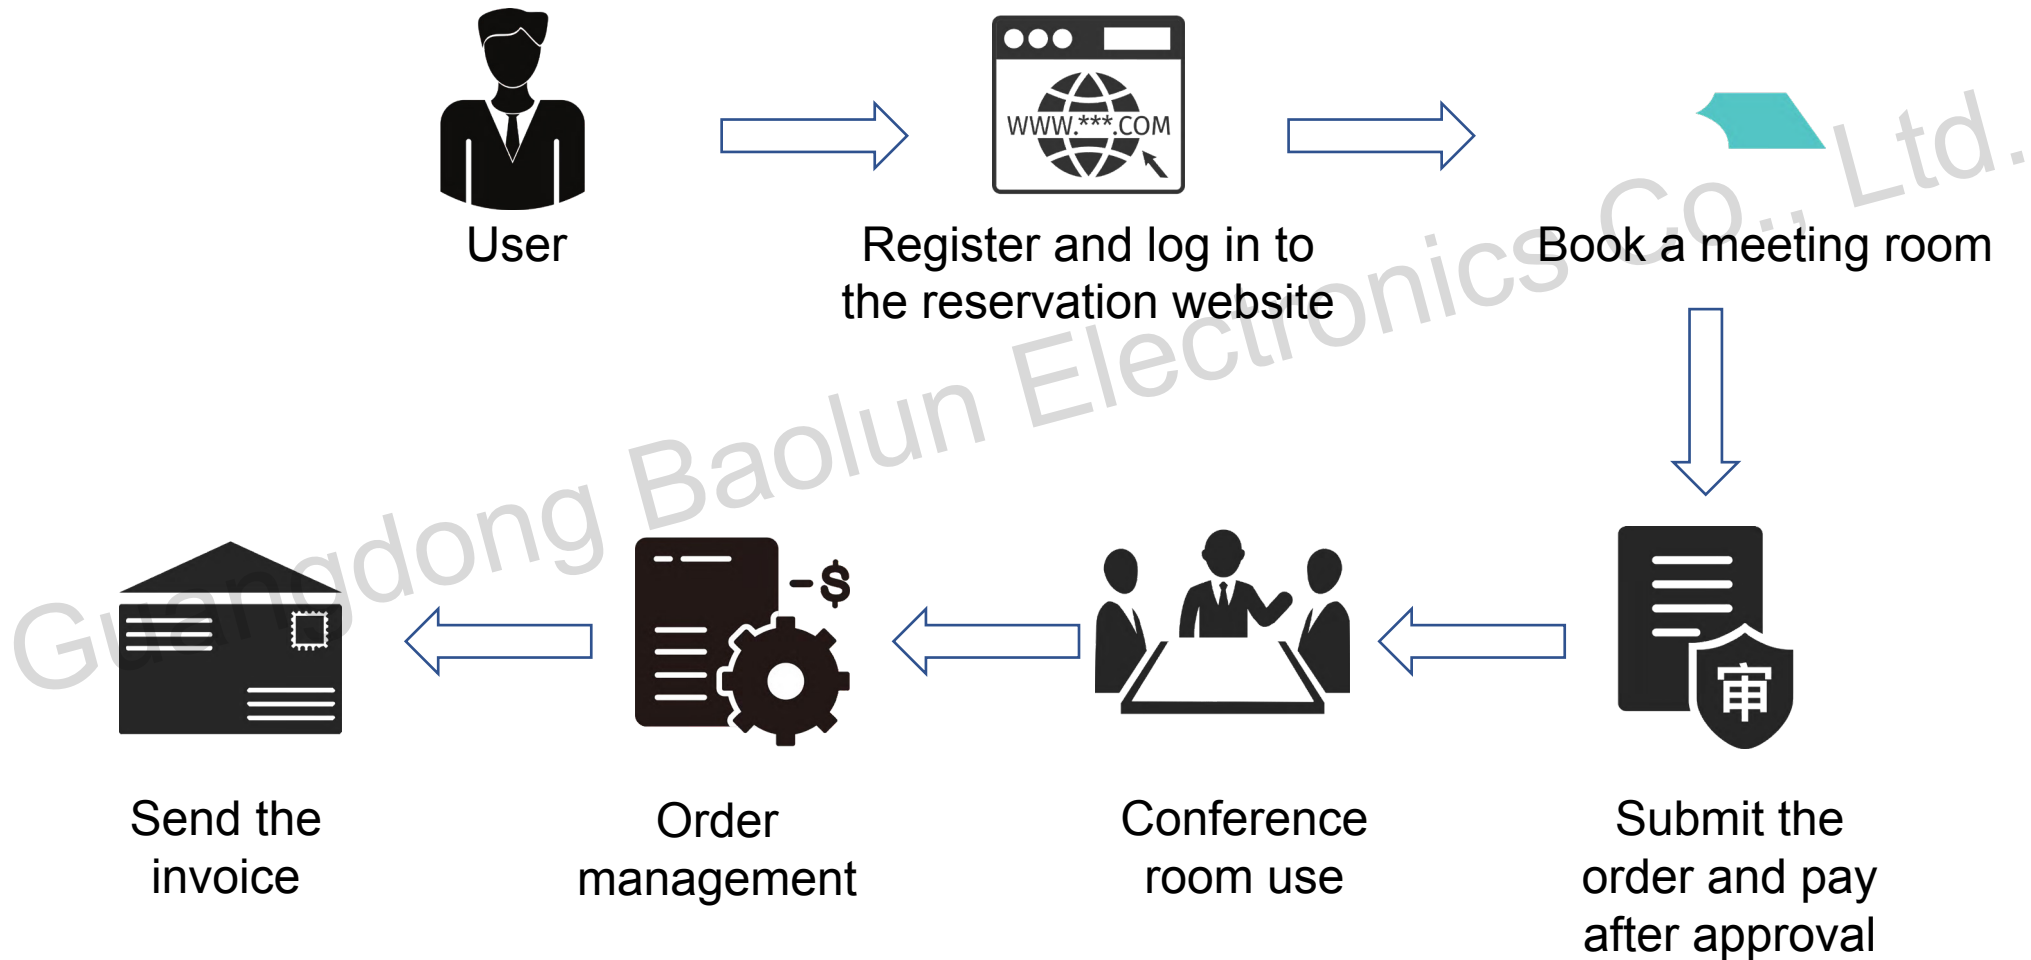 WWW.***.COM
User
Register and log in to
the reservation website
Book a meeting room
Guangdong Baolun Electronics Co., Ltd.
-$
审
Send the
invoice
Order
management
Conference
room use
Submit the
order and pay
after approval